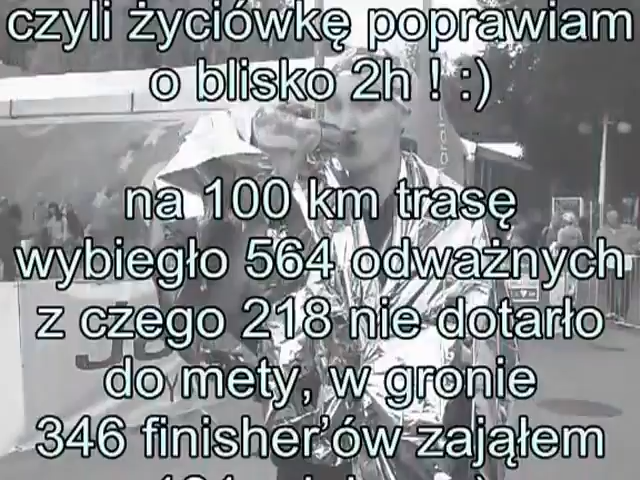 czyli życiówkę poprawiam
o blisko 2h ! :)
na 100 km trasę
wybiegło 564 odważnych
z czego 218 nie dotarło
do mety, w gronie
346 finisher'ów zająłem